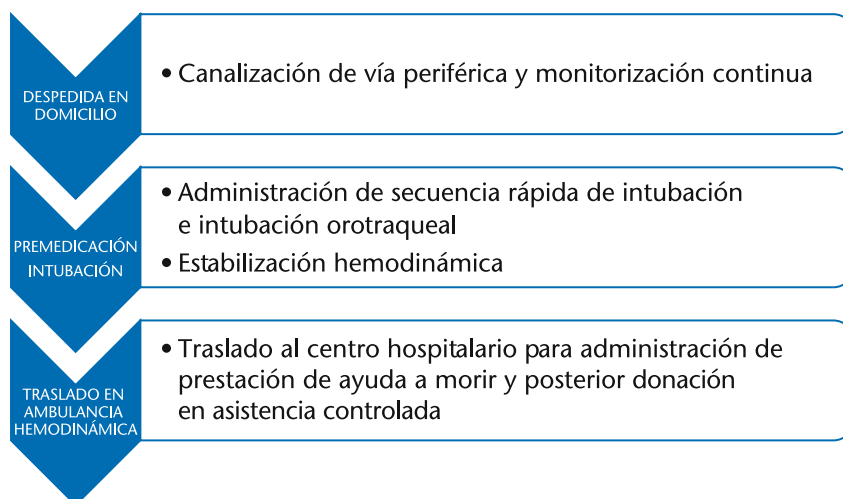 DESPEDIDA EN
DOMICILIO
• Canalización de vía periférica y monitorización continua
PREMEDICACIÓN
INTUBACIÓN
• Administración de secuencia rápida de intubación
e intubación orotraqueal
• Estabilización hemodinámica
TRASLADO EN
AMBULANCIA
HEMODINÁMICA
• Traslado al centro hospitalario para administración de
prestación de ayuda a morir y posterior donación
en asistencia controlada